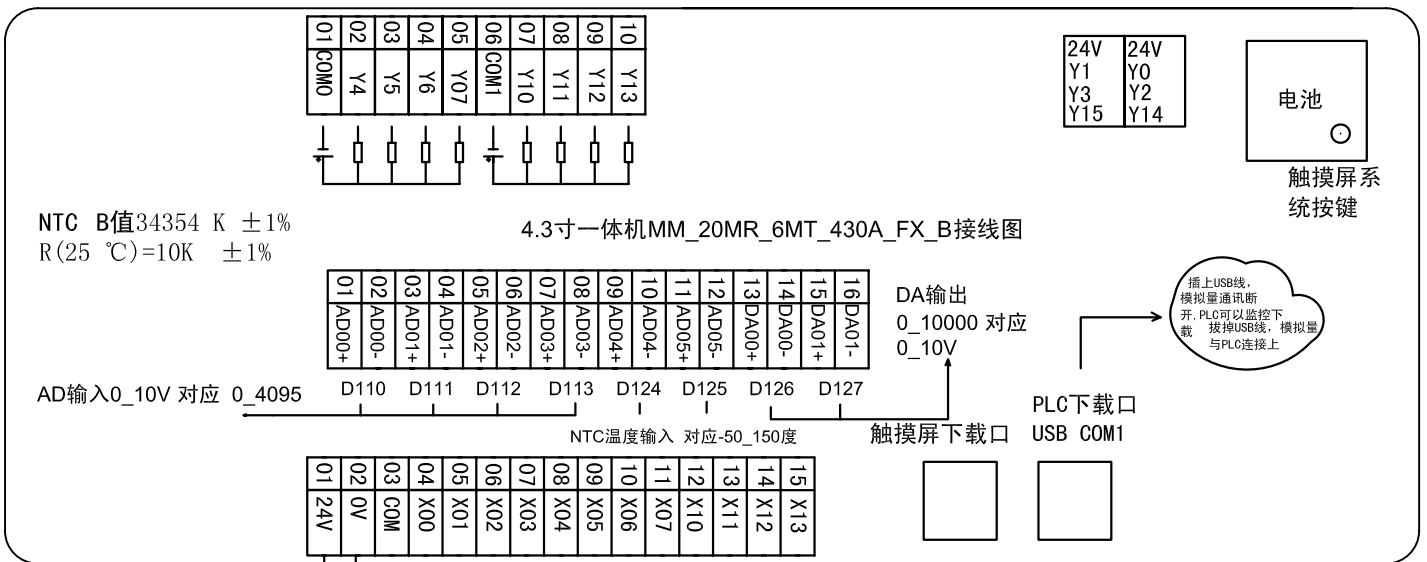 01 02 03 04 05 06 07 08 09 10
COM0 Y4 Y5 Y6 Y07 COM1 Y10 Y11 Y12 Y13
24V 24V
Y1 Y0
Y3 Y2
Y15 Y14
电池
触摸屏系
统按键
NTC B值34354 K ±1%
R(25 ℃)=10K ±1%
4.3寸一体机MM_20MR_6MT_430A_FX_B接线图
01 02 03 04 05 06 07 08 09 10 11 12 13 14 15 16
AD00+ AD00- AD01+ AD01- AD02+ AD02- AD03+ AD03- AD04+ AD04- AD05+ AD05- DA00+ DA00- DA01+ DA01-
DA输出
0_10000 对应
0_10V
插上USB线，
模拟量通讯断
开,PLC可以监控下
载 拔掉USB线，模拟量
与PLC连接上
D110 D111 D112 D113 D124 D125 D126 D127
AD输入0_10V 对应 0_4095
NTC温度输入 对应-50_150度
触摸屏下载口
PLC下载口
USB COM1
01 02 03 04 05 06 07 08 09 10 11 12 13 14 15
24V 0V COM X00 X01 X02 X03 X04 X05 X06 X07 X10 X11 X12 X13